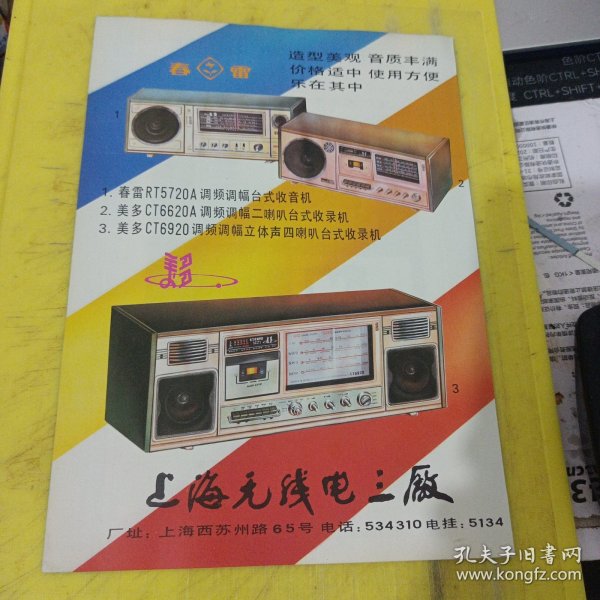 春 雷
造型美观 音质丰满
价格适中 使用方便
乐在其中
1
2
1. 春雷RT5720A调频调幅台式收音机
2. 美多CT6620A调频调幅二喇叭台式收录机
3. 美多CT6920调频调幅立体声四喇叭台式收录机
3
上海无线电三厂
厂址：上海西苏州路65号 电话：534310 电挂：5134
孔夫子旧书网
www.kongfz.com